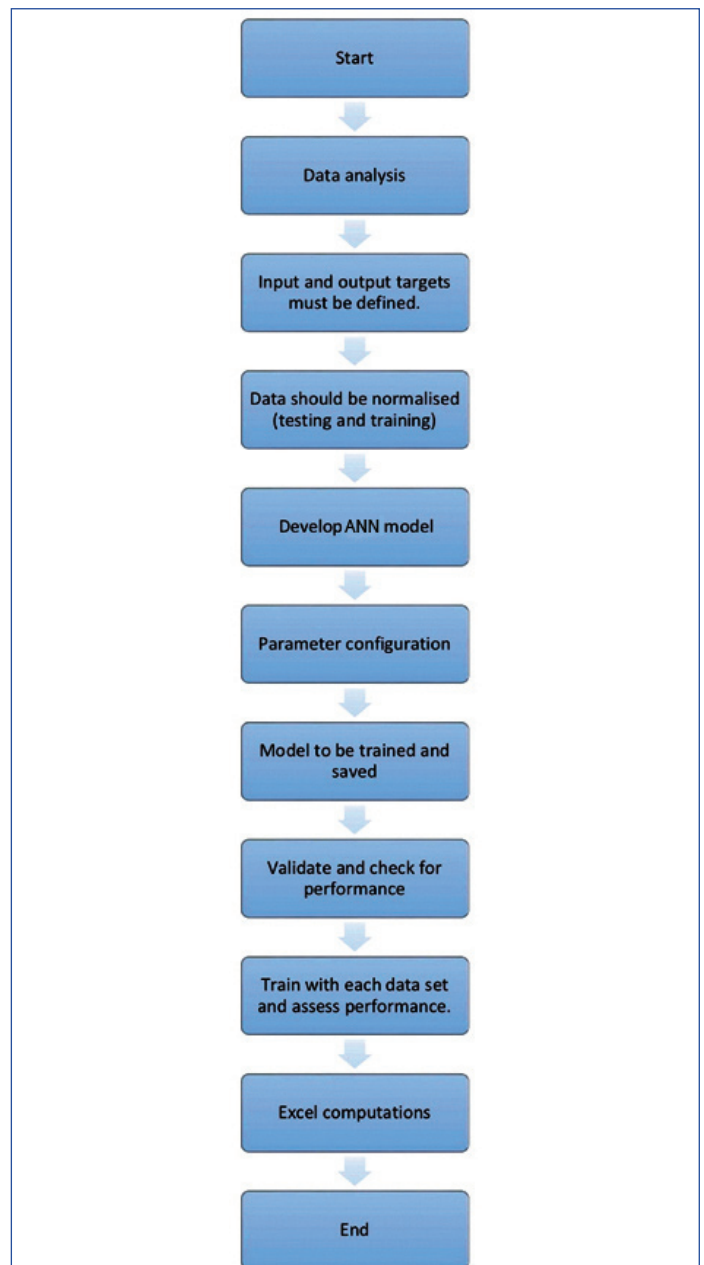 Start
Data analysis
Input and output targets
must be defined.
Data should be normalised
(testing and training)
Develop ANN model
Parameter configuration
Model to be trained and
saved
Validate and check for
performance
Train with each data set
and assess performance.
Excel computations
End